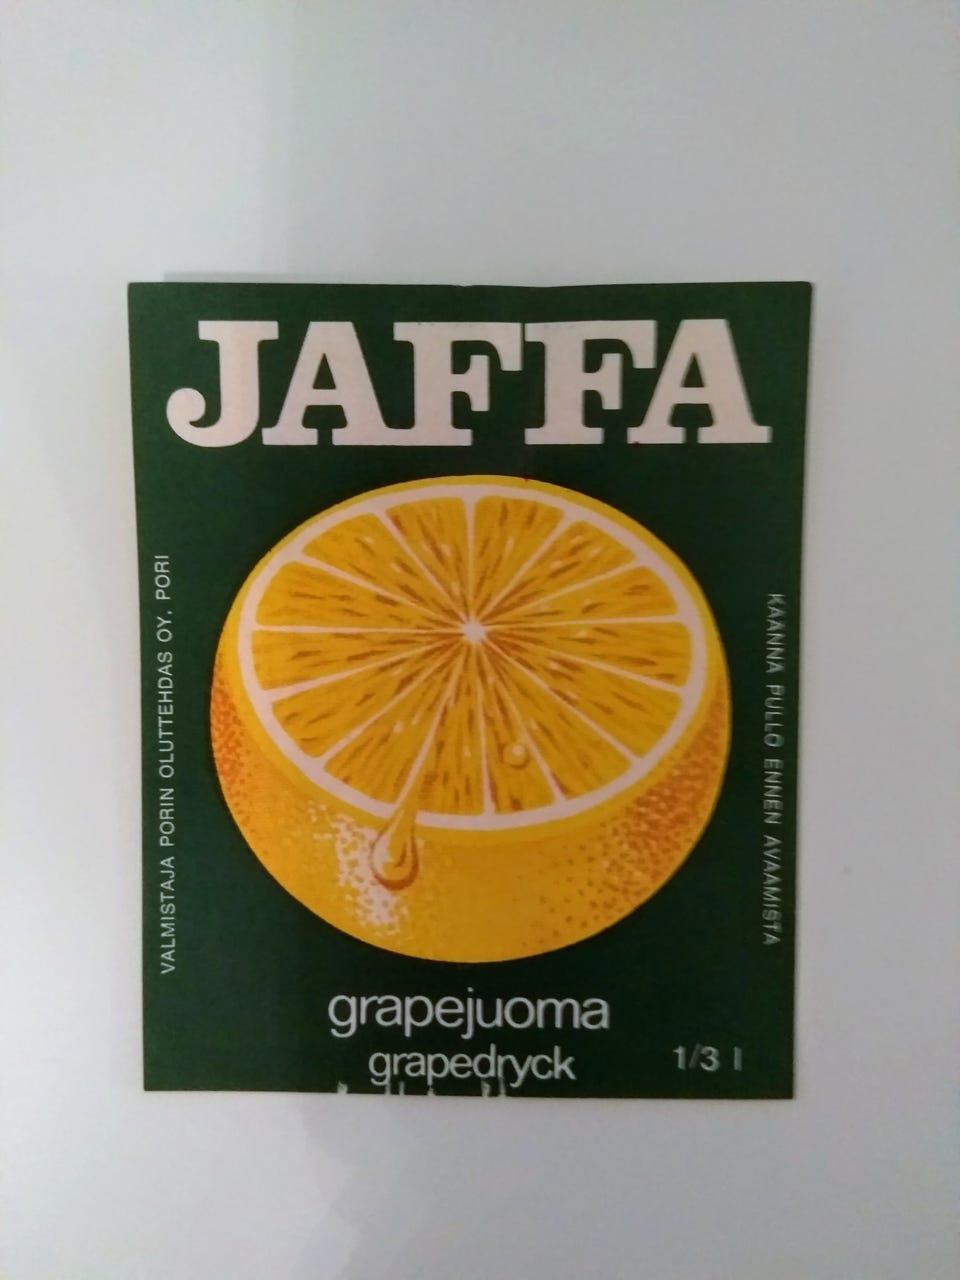 JAFFA
VALMISTAJA PORIN OLUTTEHDAS OY, PORI
KÄÄNNÄ PULLO ENNEN AVAAMISTA
grapejuoma
grapedryck
1/3 l